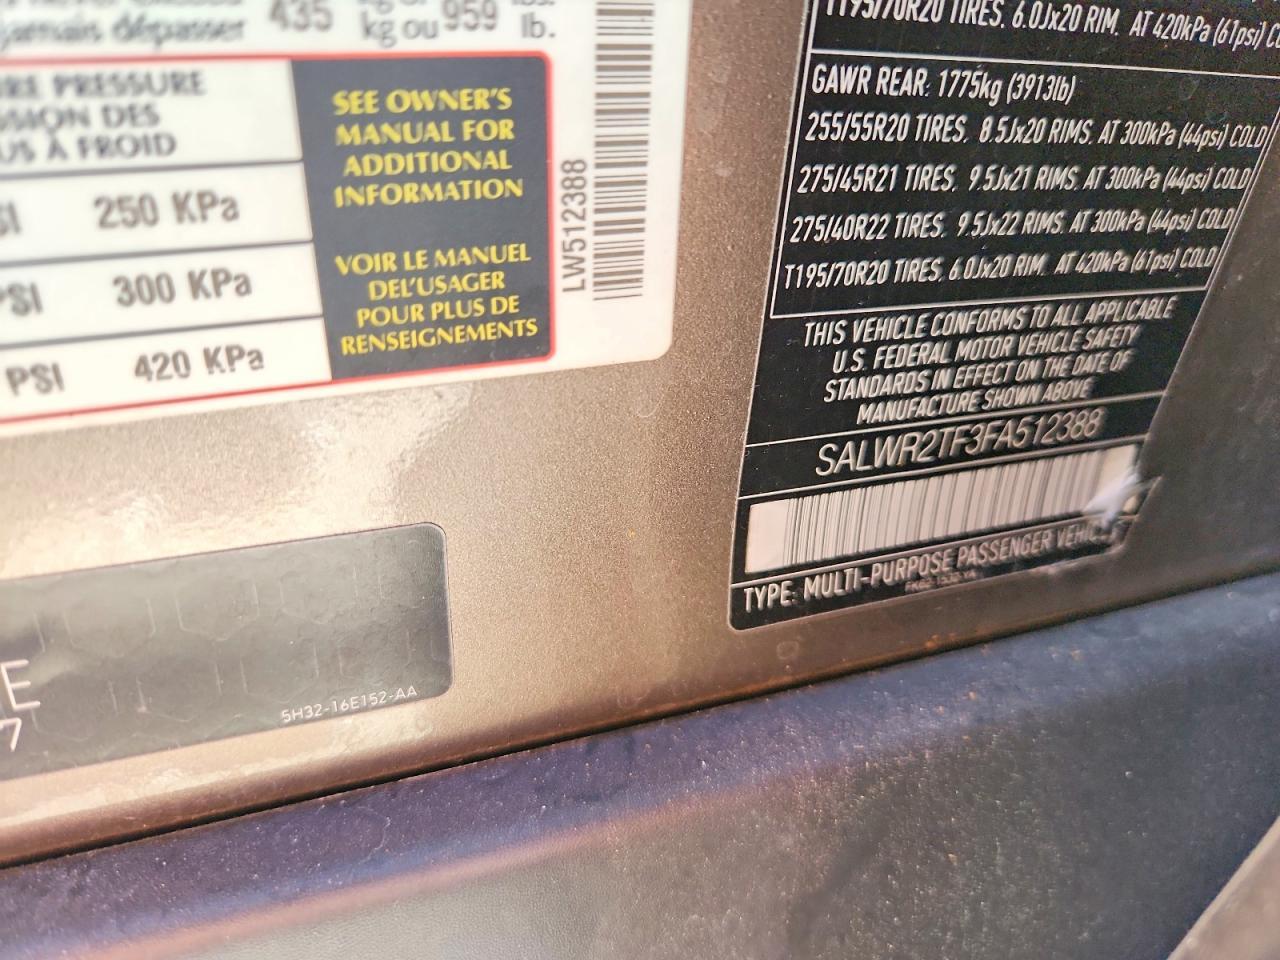 jamais dépasser 435 kg ou 959 lb.
PRESSURE
DES
À FROID
250 KPa
PSI 300 KPa
PSI 420 KPa
SEE OWNER'S
MANUAL FOR
ADDITIONAL
INFORMATION
VOIR LE MANUEL
DEL'USAGER
POUR PLUS DE
RENSEIGNEMENTS
LW512388
T195/70R20 TIRES, 6.0Jx20 RIM, AT 420kPa (61psi)
GAWR REAR: 1775kg (3913lb)
255/55R20 TIRES, 8.5Jx20 RIMS, AT 300kPa (44psi) COLD
275/45R21 TIRES, 9.5Jx21 RIMS, AT 300kPa (44psi) COLD
275/40R22 TIRES, 9.5Jx22 RIMS, AT 300kPa (44psi) COLD
T195/70R20 TIRES, 6.0Jx20 RIM, AT 420kPa (61psi) COLD
THIS VEHICLE CONFORMS TO ALL APPLICABLE
U.S. FEDERAL MOTOR VEHICLE SAFETY
STANDARDS IN EFFECT ON THE DATE OF
MANUFACTURE SHOWN ABOVE
SALWR2TF3FA512388
TYPE: MULTI-PURPOSE PASSENGER VEHICLE
E
7
5H32-16E152-AA